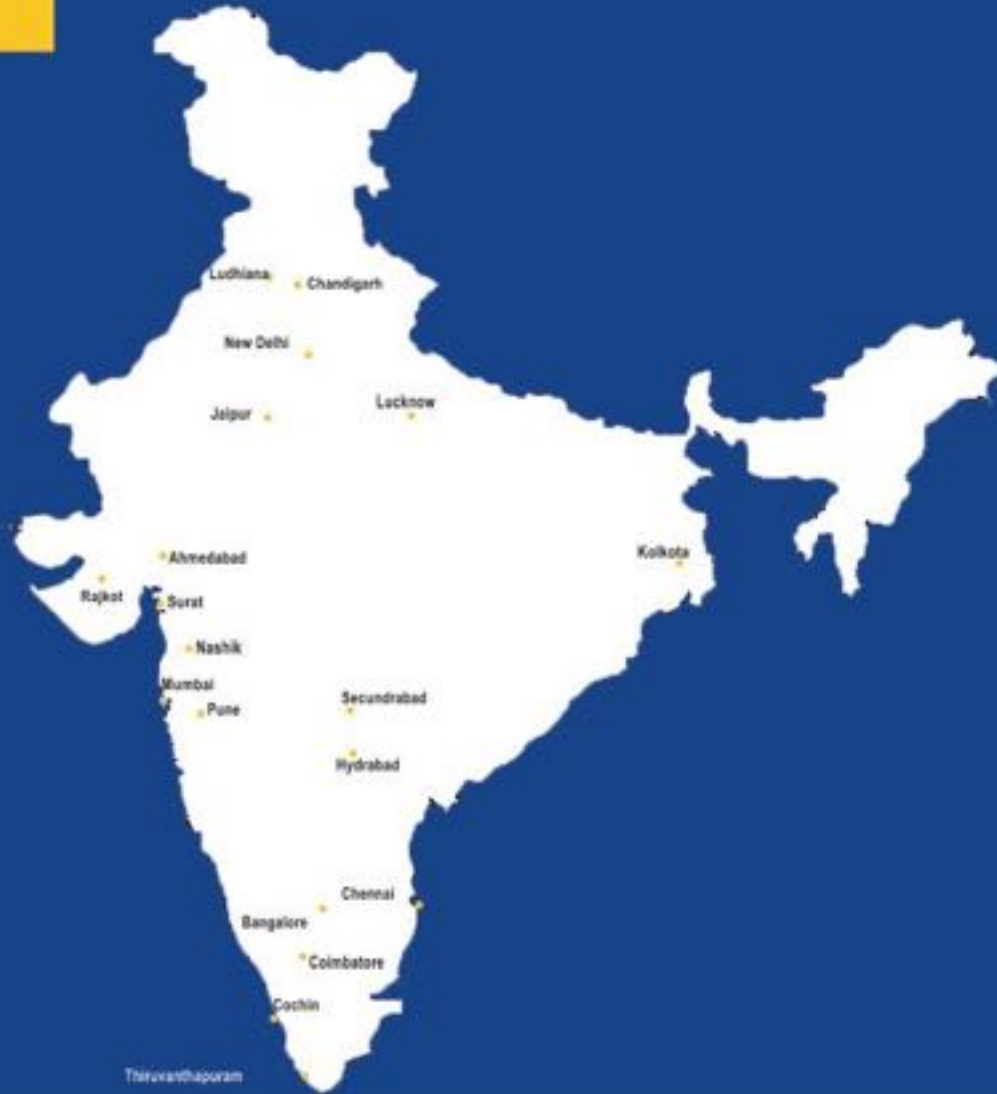 Ludhiana
Chandigarh
New Delhi
Lucknow
Jaipur
Kolkota
Ahmedabad
Rajkot
Surat
Nashik
Mumbai
Secundrabad
Pune
Hydrabad
Chennai
Bangalore
Coimbatore
Cochin
Thiruvanthapuram